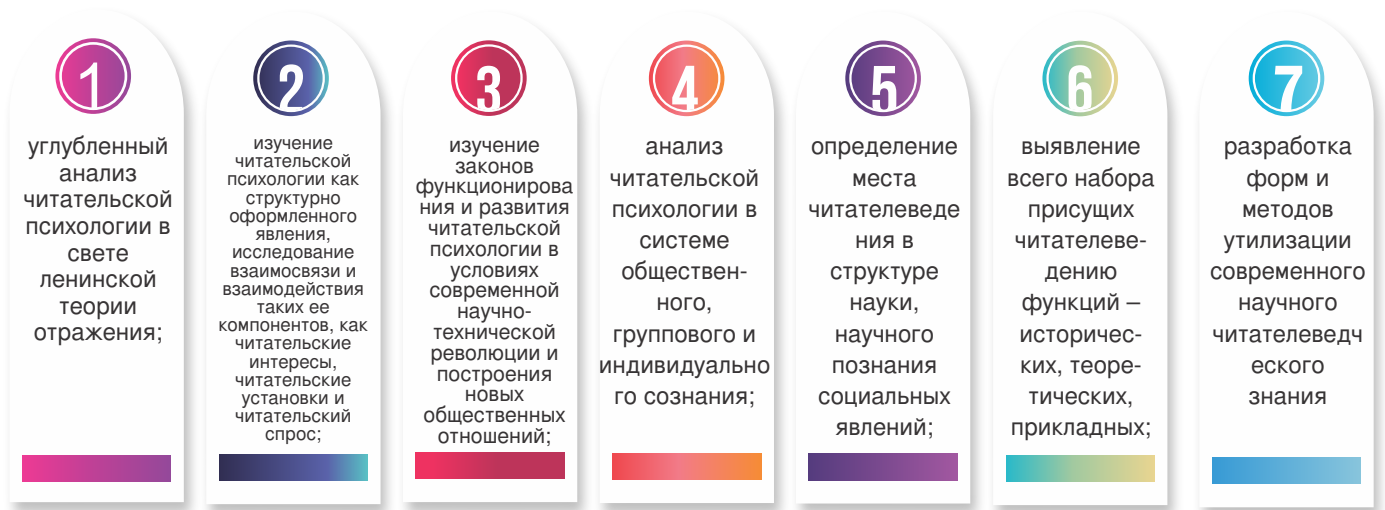 1
углубленный
анализ
читательской
психологии в
свете
ленинской
теории
отражения;
2
изучение
читательской
психологии как
структурно
оформленного
явления,
исследование
взаимосвязи и
взаимодействия
таких ее
компонентов, как
читательские
интересы,
читательские
установки и
читательский
спрос;
3
изучение
законов
функционирова
ния и развития
читательской
психологии в
условиях
современной
научно-
технической
революции и
построения
новых
общественных
отношений;
4
анализ
читательской
психологии в
системе
обществен-
ного,
группового и
индивидуально
го сознания;
5
определение
места
читателеведе
ния в
структуре
науки,
научного
познания
социальных
явлений;
6
выявление
всего набора
присущих
читателеве-
дению
функций –
историчес-
ких, теоре-
тических,
прикладных;
7
разработка
форм и
методов
утилизации
современного
научного
читателеведч
еского
знания